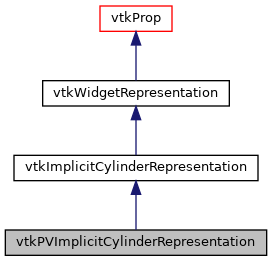 vtkProp
vtkWidgetRepresentation
vtkImplicitCylinderRepresentation
vtkPVImplicitCylinderRepresentation